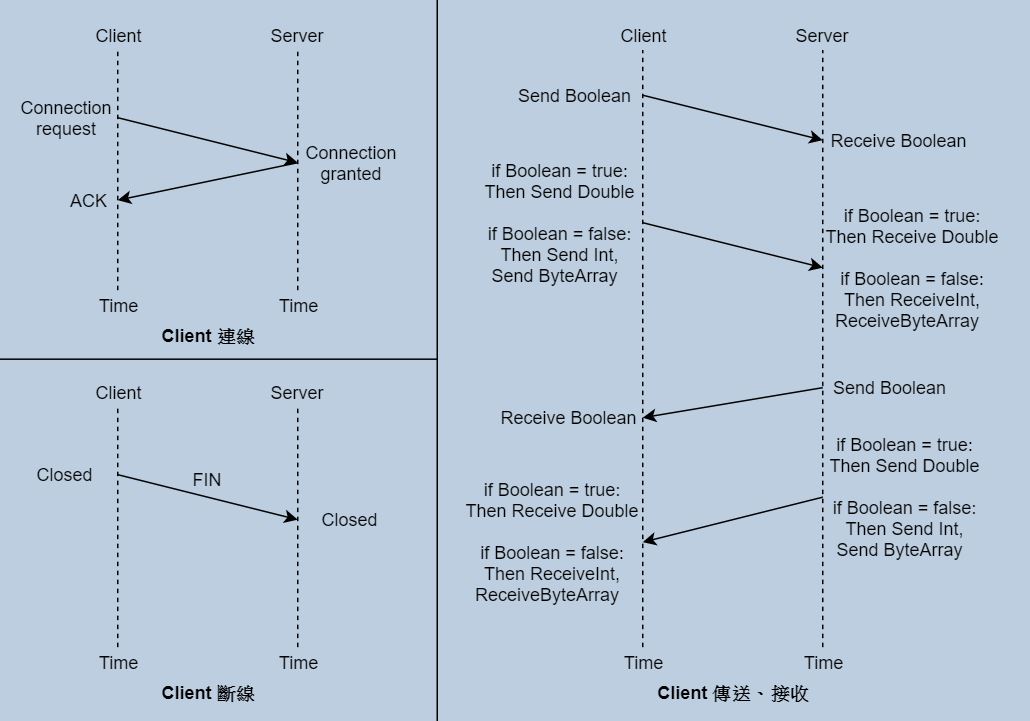 Client
Server
Connection
request
Connection
granted
ACK
Time
Time
Client 連線
Client
Server
Closed
FIN
Closed
Time
Time
Client 斷線
Client
Server
Send Boolean
Receive Boolean
if Boolean = true:
Then Send Double
if Boolean = false:
Then Send Int,
Send ByteArray
if Boolean = true:
Then Receive Double
if Boolean = false:
Then ReceiveInt,
ReceiveByteArray
Send Boolean
Receive Boolean
if Boolean = true:
Then Send Double
if Boolean = false:
Then Send Int,
Send ByteArray
if Boolean = true:
Then Receive Double
if Boolean = false:
Then ReceiveInt,
ReceiveByteArray
Time
Time
Client 傳送、接收